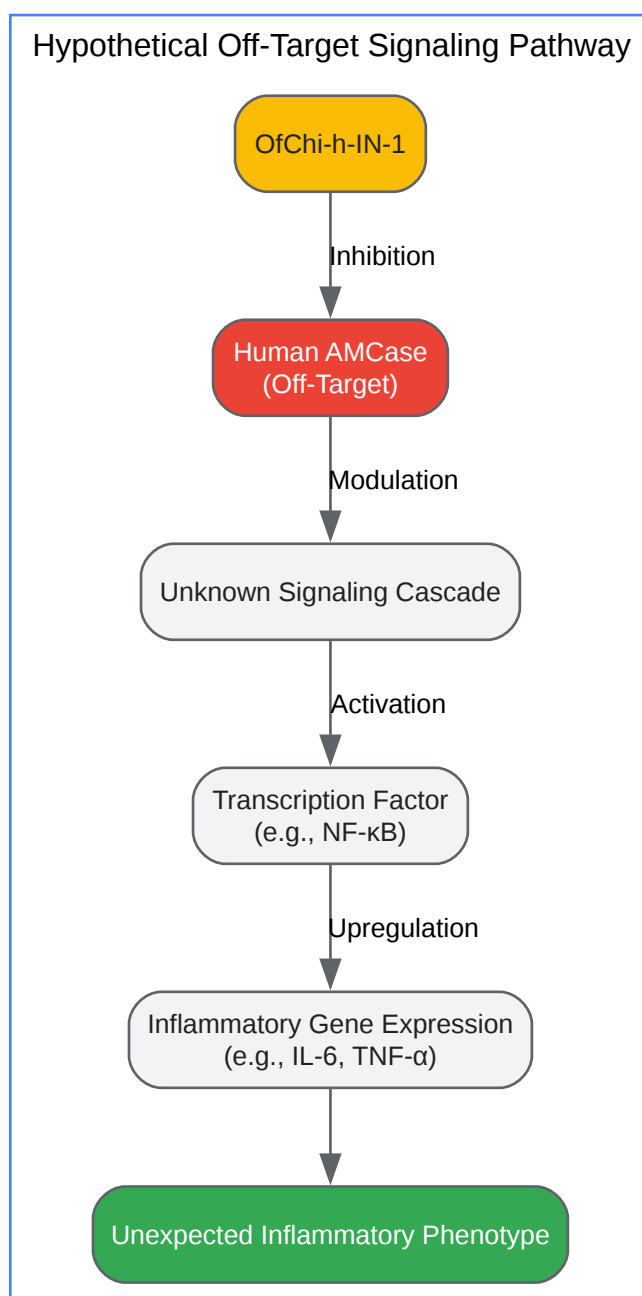 Hypothetical Off-Target Signaling Pathway
OfChi-h-IN-1
Inhibition
Human AMCase
(Off-Target)
Modulation
Unknown Signaling Cascade
Activation
Transcription Factor
(e.g., NF-κB)
Upregulation
Inflammatory Gene Expression
(e.g., IL-6, TNF-α)
Unexpected Inflammatory Phenotype